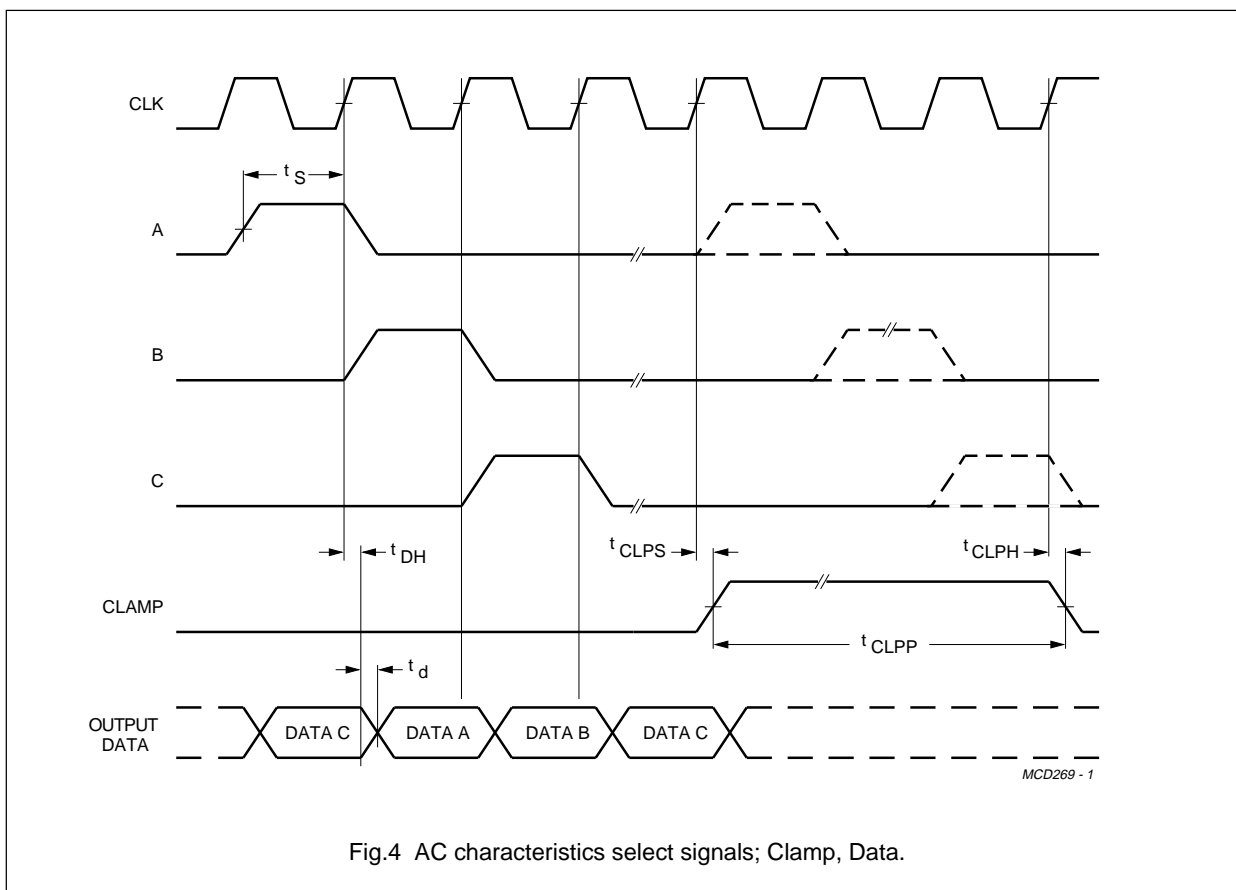 CLK
t S
A
B
C
t DH
t CLPS
t CLPH
CLAMP
t CLPP
t d
OUTPUT
DATA
DATA C
DATA A
DATA B
DATA C
MCD269 - 1
Fig.4 AC characteristics select signals; Clamp, Data.